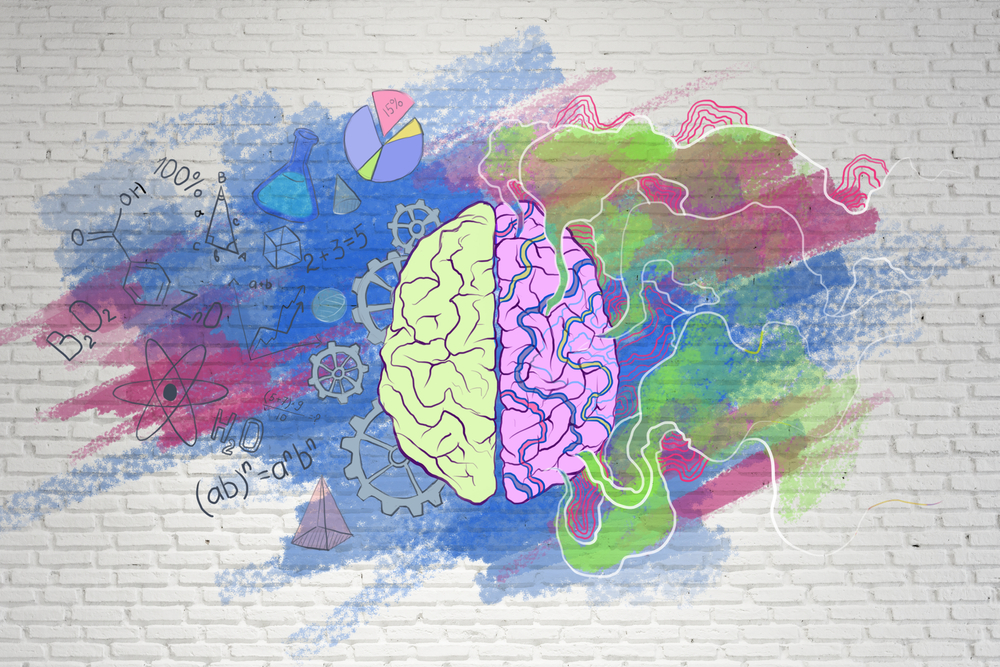 15%
100%
B
OH
a
c
O
c
б
A
2+3=5
a+b
ZnO
B₂O₂
H₂O
(ab)ⁿ=aⁿbⁿ